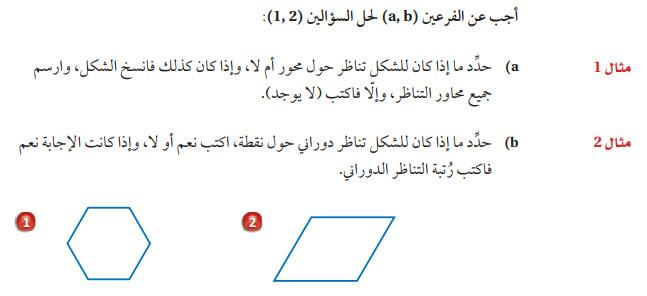 أجب عن الفرعين (a, b) لحل السؤالين (1, 2):
مثال 1 a) حدِّد ما إذا كان للشكل تناظر حول محور أم لا، وإذا كان كذلك فانسخ الشكل، وارسم
جميع محاور التناظر، وإلّا فاكتب (لا يوجد).
مثال 2 b) حدِّد ما إذا كان للشكل تناظر دوراني حول نقطة، اكتب نعم أو لا، وإذا كانت الإجابة نعم
فاكتب رُتبة التناظر الدوراني.
1 2